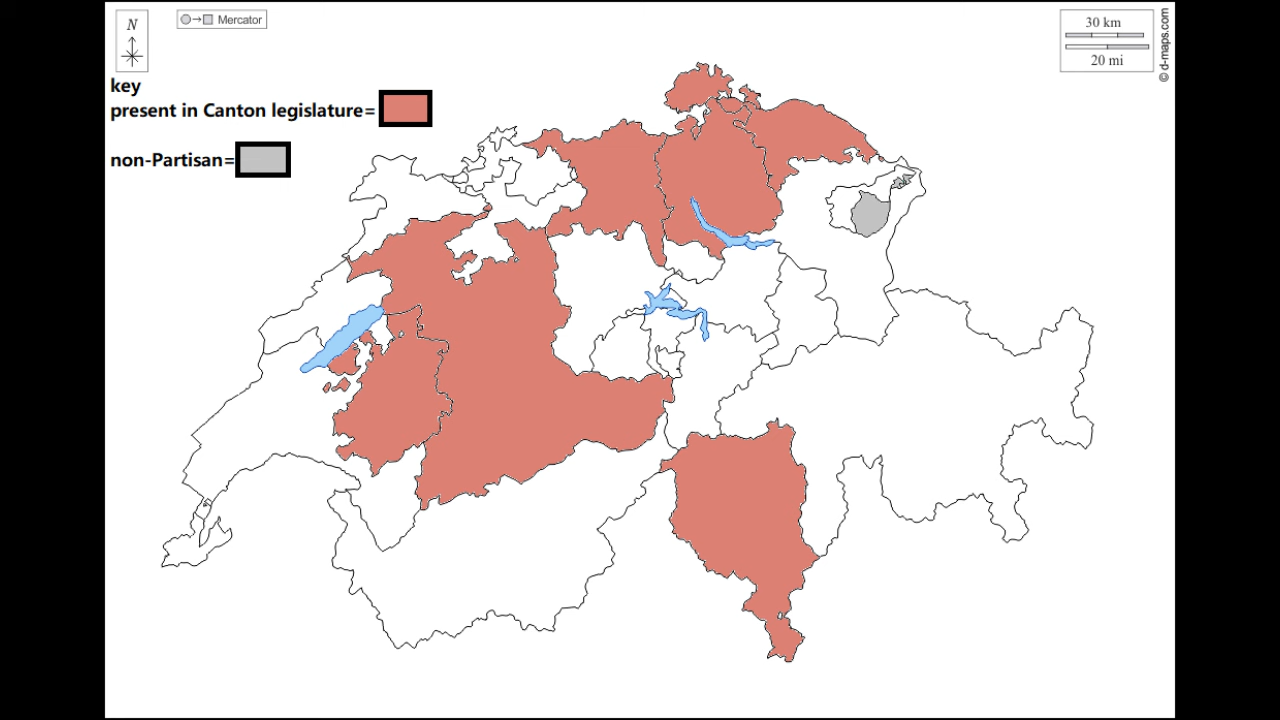 N
Mercator
30 km
20 mi
© d-maps.com
key
present in Canton legislature=
non-Partisan=